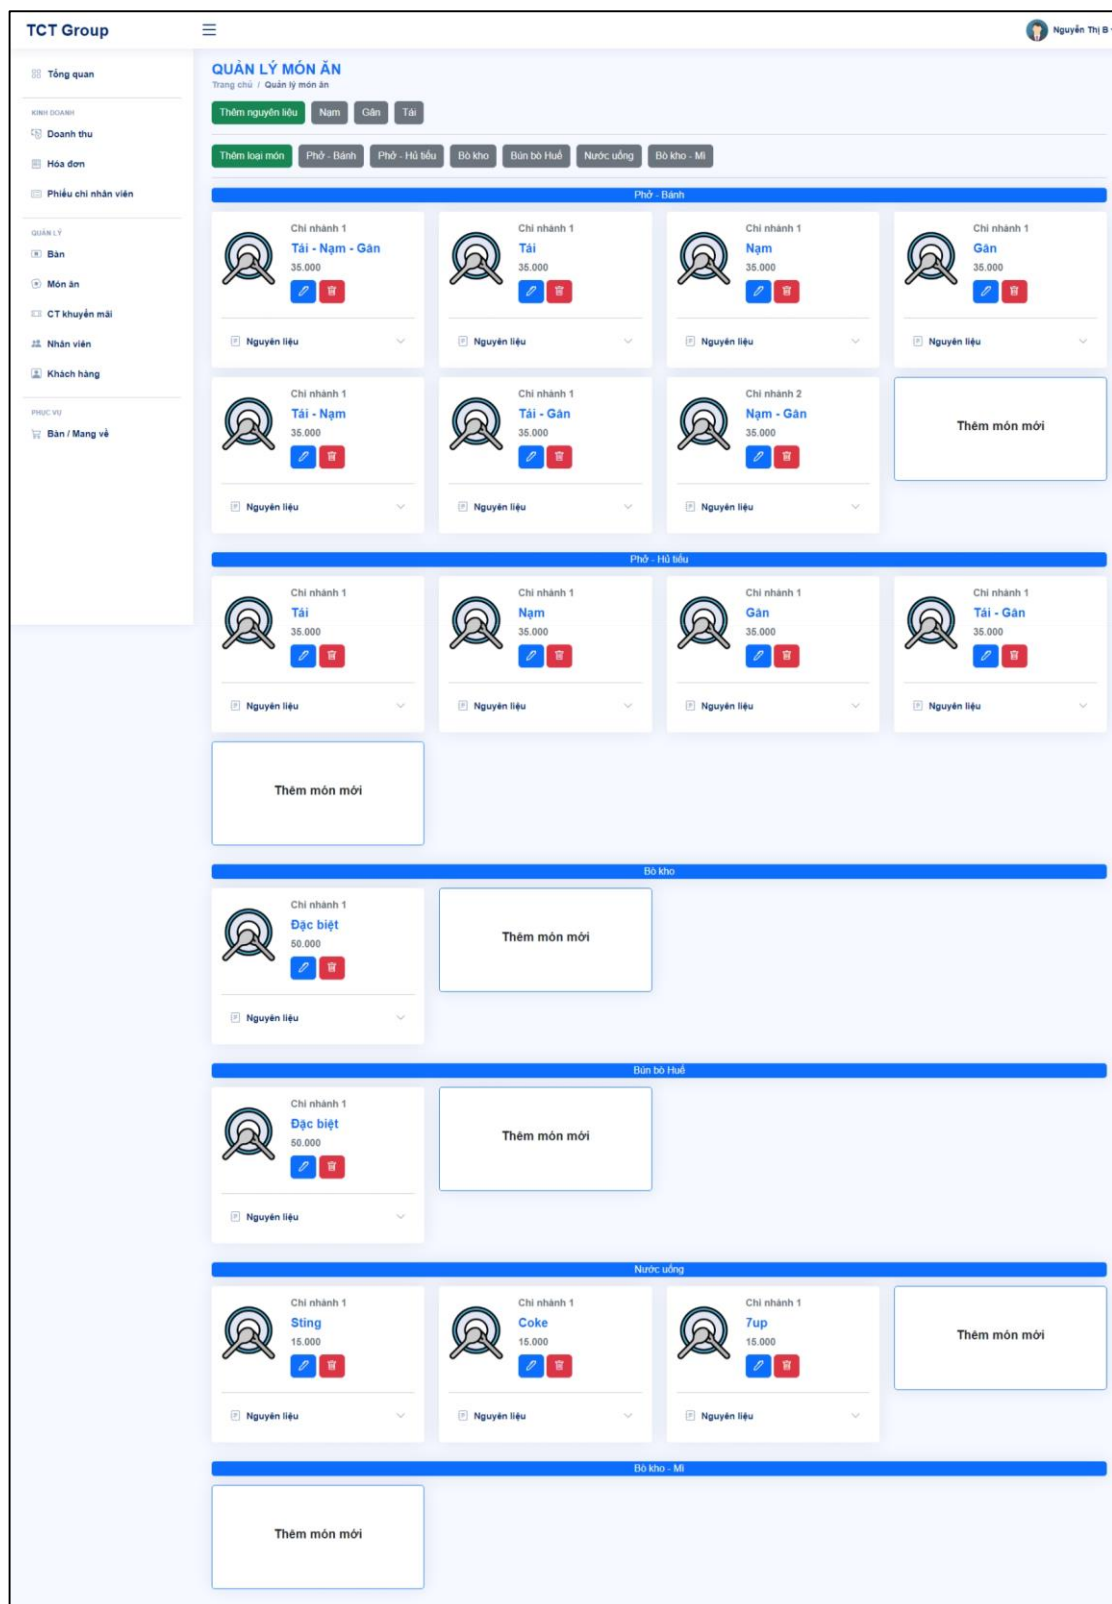 TCT Group
Nguyễn Thị B
Tổng quan
KINH DOANH
Doanh thu
Hóa đơn
Phiếu chi nhân viên
QUẢN LÝ
Bàn
Món ăn
CT khuyến mãi
Nhân viên
Khách hàng
PHỤC VỤ
Bàn / Mang về
QUẢN LÝ MÓN ĂN
Trang chủ / Quản lý món ăn
Thêm nguyên liệu Nạm Gân Tái
Thêm loại món Phở - Bánh Phở - Hủ tiếu Bò kho Bún bò Huế Nước uống Bò kho - Mì
Phở - Bánh
Chi nhánh 1 Chi nhánh 1 Chi nhánh 1 Chi nhánh 1
Tái - Nạm - Gân Tái Nạm Gân
35.000 35.000 35.000 35.000
Nguyên liệu Nguyên liệu Nguyên liệu Nguyên liệu
Chi nhánh 1 Chi nhánh 1 Chi nhánh 2
Tái - Nạm Tái - Gân Nạm - Gân Thêm món mới
35.000 35.000 35.000
Nguyên liệu Nguyên liệu Nguyên liệu
Phở - Hủ tiếu
Chi nhánh 1 Chi nhánh 1 Chi nhánh 1 Chi nhánh 1
Tái Nạm Gân Tái - Gân
35.000 35.000 35.000 35.000
Nguyên liệu Nguyên liệu Nguyên liệu Nguyên liệu
Thêm món mới
Bò kho
Chi nhánh 1
Đặc biệt Thêm món mới
50.000
Nguyên liệu
Bún bò Huế
Chi nhánh 1
Đặc biệt Thêm món mới
50.000
Nguyên liệu
Nước uống
Chi nhánh 1 Chi nhánh 1 Chi nhánh 1
Sting Coke 7up Thêm món mới
15.000 15.000 15.000
Nguyên liệu Nguyên liệu Nguyên liệu
Bò kho - Mì
Thêm món mới